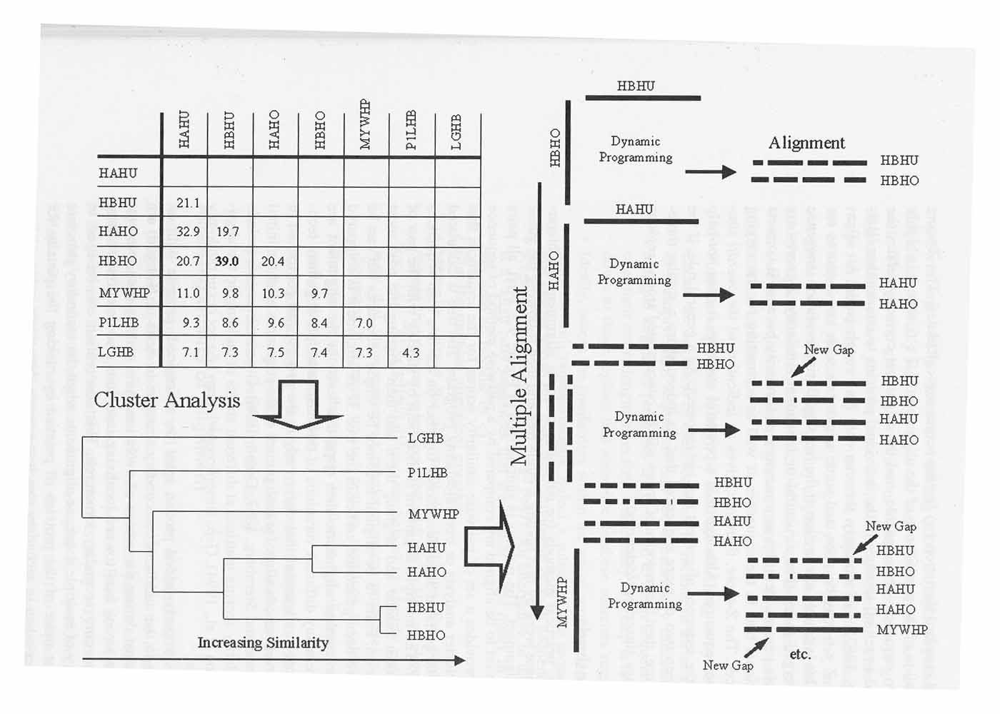 HAHU HBHU HAHO HBHO MYWHP P1LHB LGHB
HAHU
HBHU 21.1
HAHO 32.9 19.7
HBHO 20.7 39.0 20.4
MYWHP 11.0 9.8 10.3 9.7
P1LHB 9.3 8.6 9.6 8.4 7.0
LGHB 7.1 7.3 7.5 7.4 7.3 4.3
Cluster Analysis
LGHB
P1LHB
MYWHP
HAHU
HAHO
HBHU
HBHO
Increasing Similarity
Multiple Alignment
HBHU
HBHO
Dynamic
Programming
Alignment
HBHU
HBHO
HAHU
HAHO
Dynamic
Programming
HAHU
HAHO
HBHU
HBHO
Dynamic
Programming
New Gap
HBHU
HBHO
HAHU
HAHO
HBHU
HBHO
HAHU
HAHO
MYWHP
Dynamic
Programming
New Gap
HBHU
HBHO
HAHU
HAHO
MYWHP
New Gap
etc.